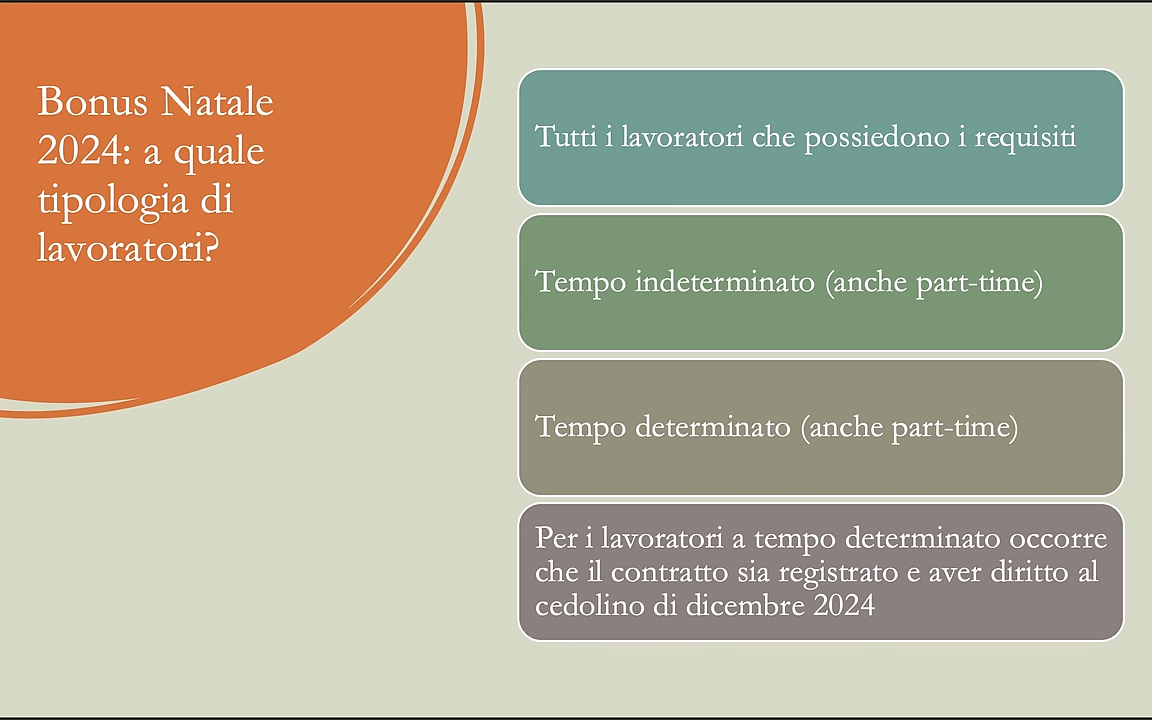 Bonus Natale
2024: a quale
tipologia di
lavoratori?
Tutti i lavoratori che possiedono i requisiti
Tempo indeterminato (anche part-time)
Tempo determinato (anche part-time)
Per i lavoratori a tempo determinato occorre
che il contratto sia registrato e aver diritto al
cedolino di dicembre 2024